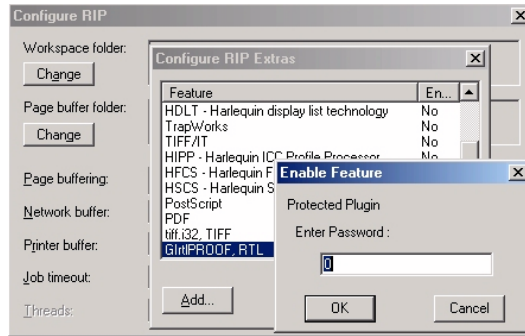 Configure RIP
Workspace folder:
Change
Page buffer folder:
Change
Page buffering:
Network buffer:
Printer buffer:
Job timeout:
Threads:
Configure RIP Extras
Feature En...
HDLT - Harlequin display list technology No
TrapWorks No
TIFF/IT No
HIPP - Harlequin ICC Profile Processor No
HFCS - Harlequin F
HSCS - Harlequin S
PostScript
PDF
tiff.i32, TIFF
GIrtlPROOF, RTL
Add...
Enable Feature
Protected Plugin
Enter Password :
0
OK Cancel